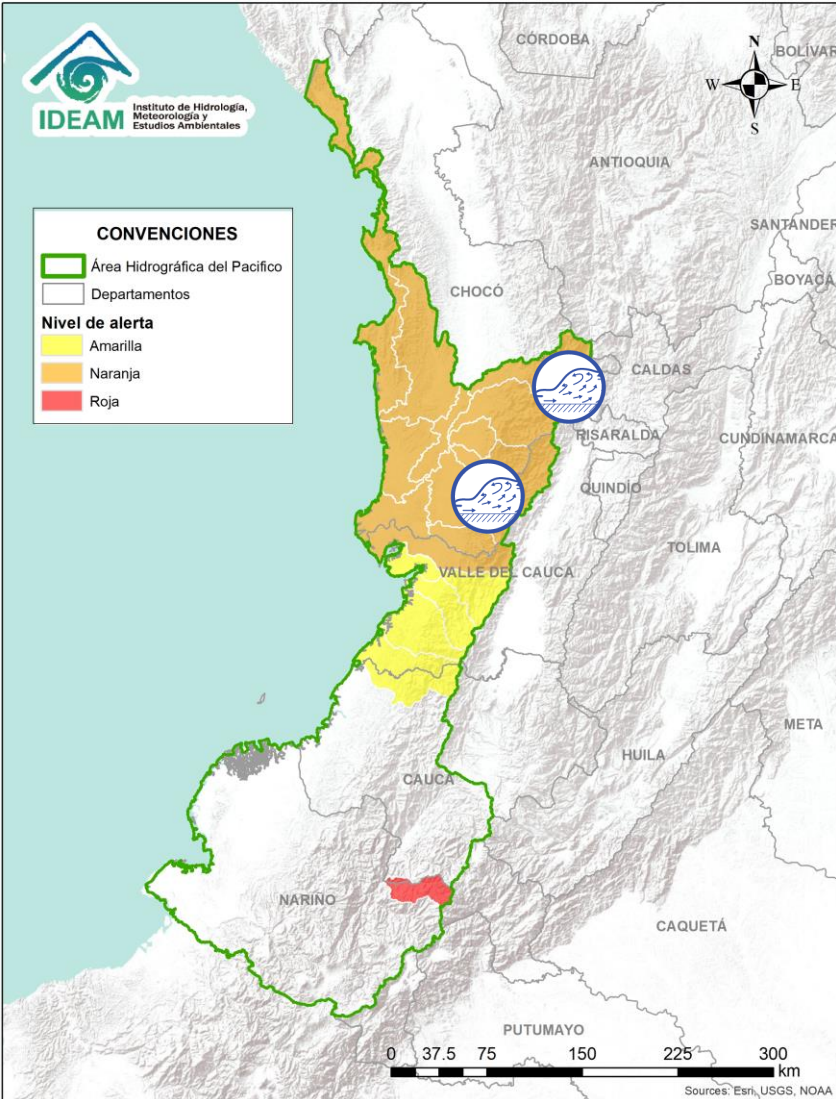 IDEAM
Instituto de Hidrología,
Meteorología y
Estudios Ambientales
N
W
E
S
CÓRDOBA
BOLÍVAR
ANTIOQUIA
SANTANDER
BOYACÁ
CHOCÓ
CALDAS
RISARALDA
CUNDINAMARCA
QUINDÍO
TOLIMA
VALLE DEL CAUCA
META
HUILA
CAUCA
NARIÑO
CAQUETÁ
PUTUMAYO
CONVENCIONES
Área Hidrográfica del Pacifico
Departamentos
Nivel de alerta
Amarilla
Naranja
Roja
0 37.5 75 150 225 300
km
Sources: Esri, USGS, NOAA